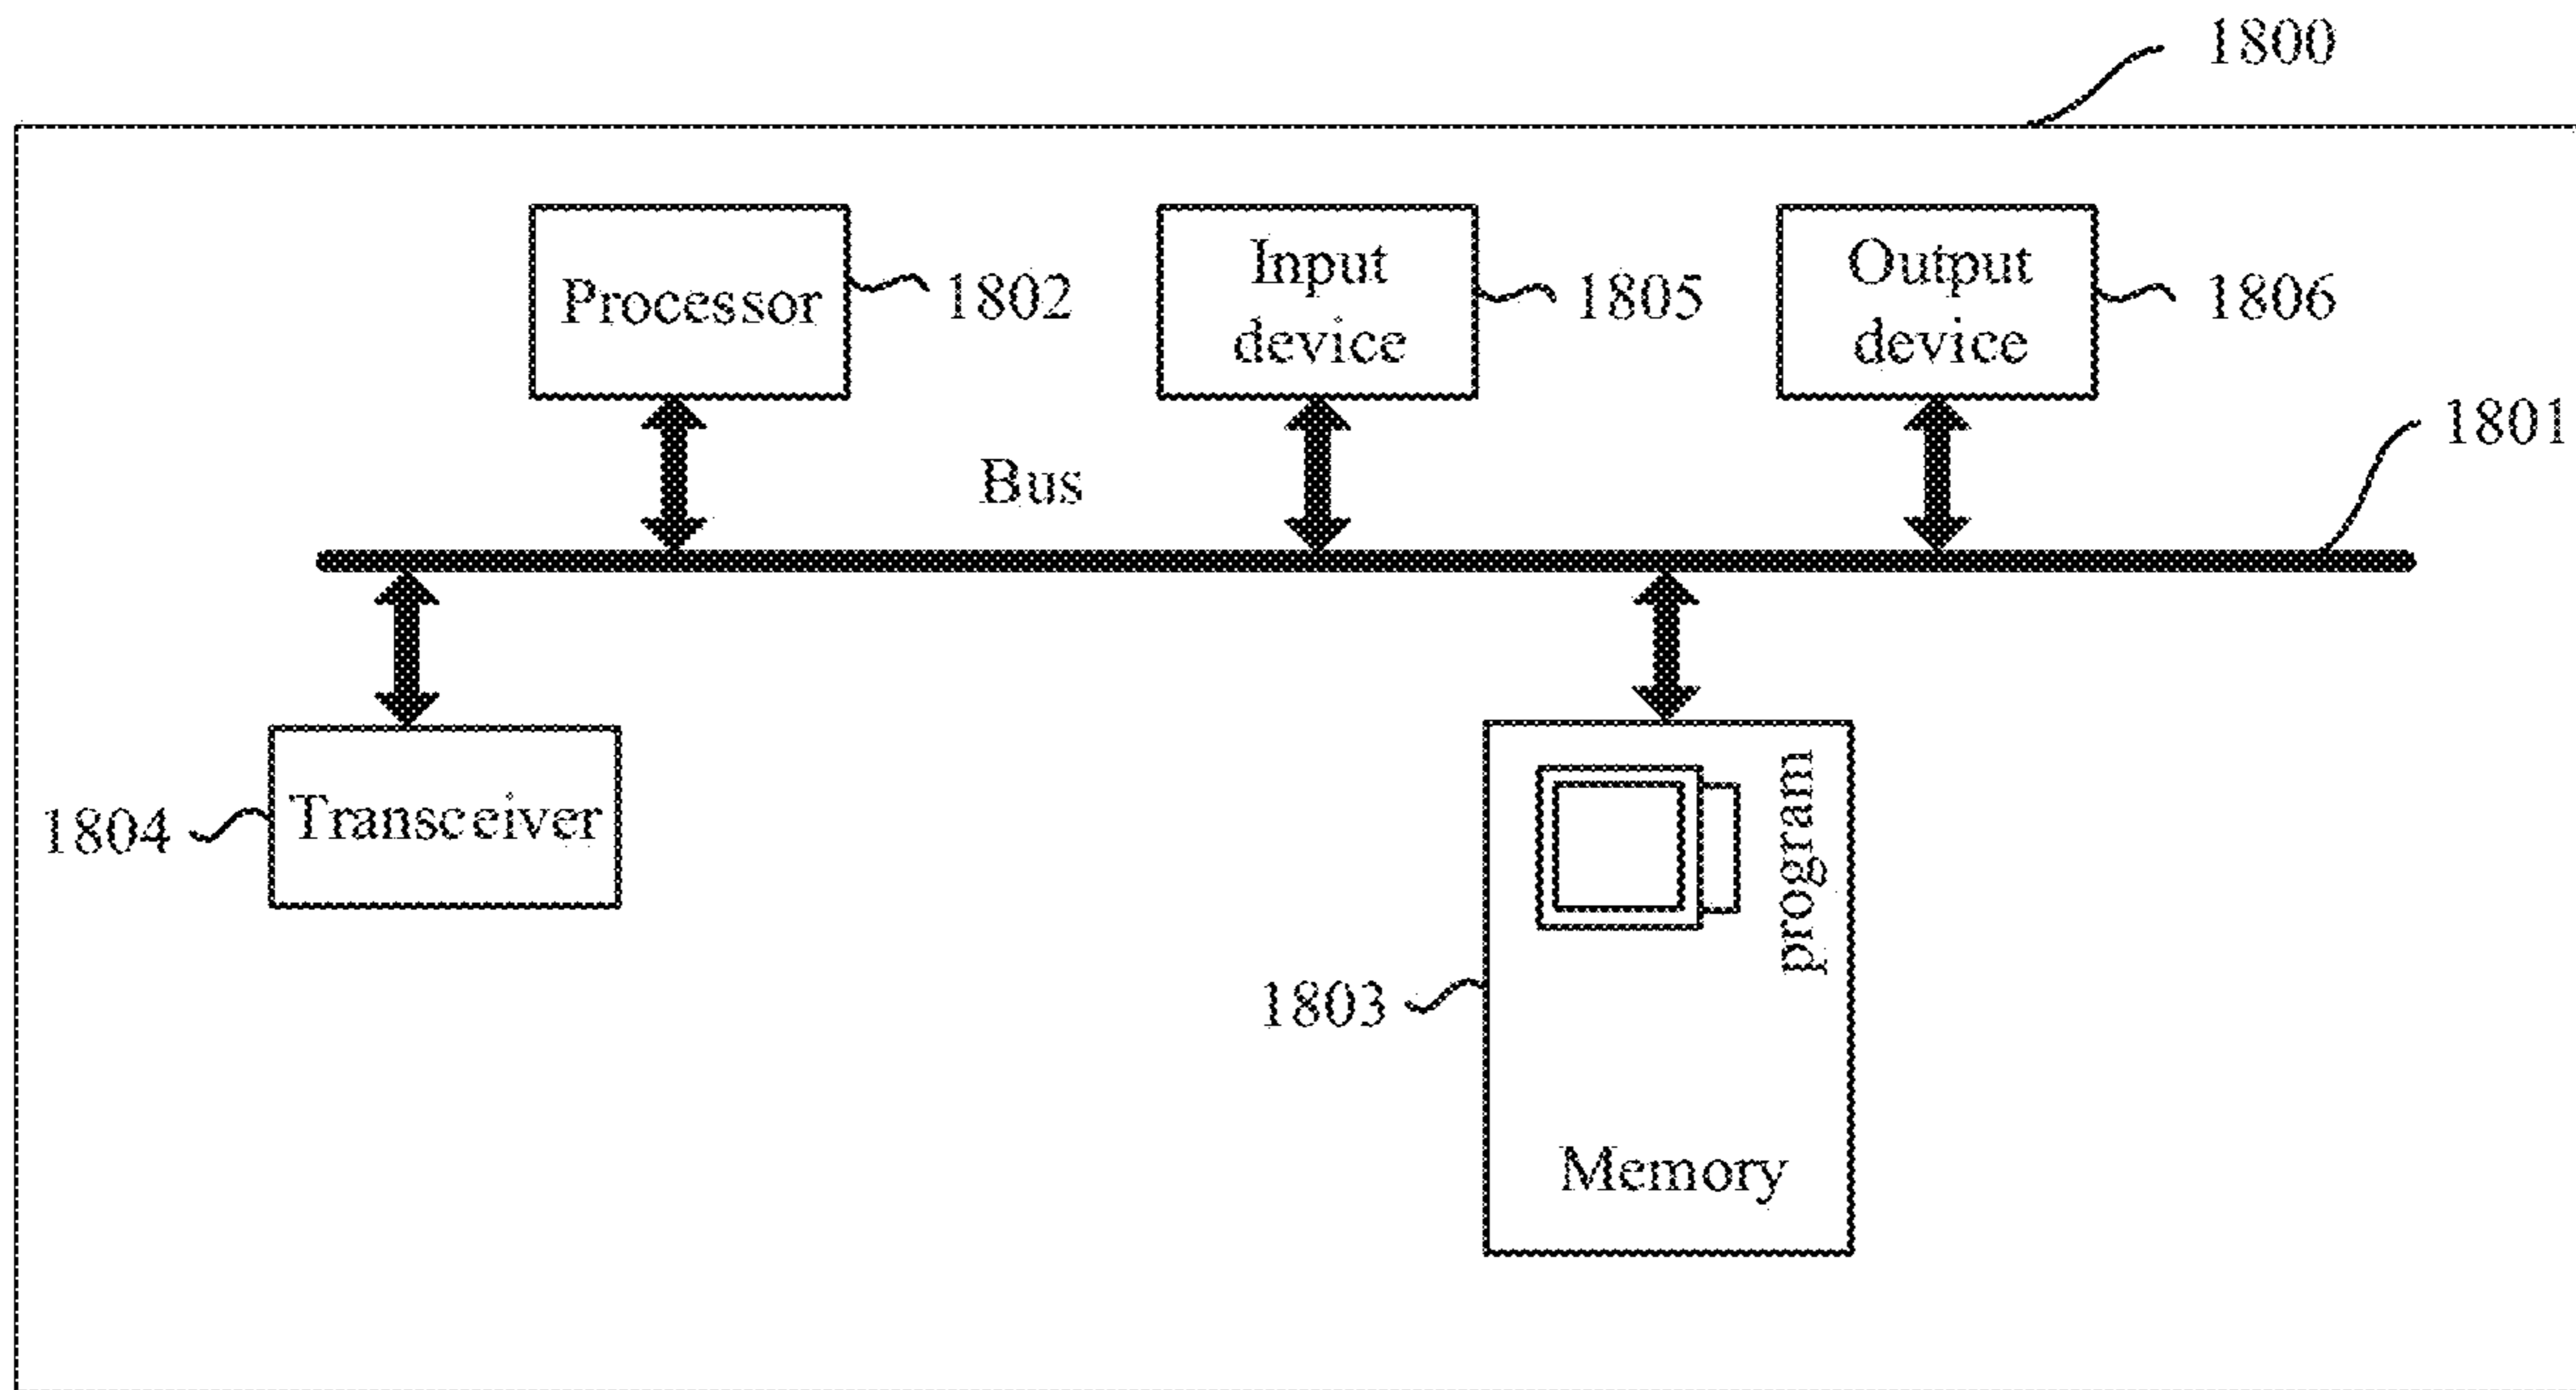 1800
Processor
1802
Input
device
1805
Output
device
1806
Bus
1801
1804
Transceiver
program
1803
Memory